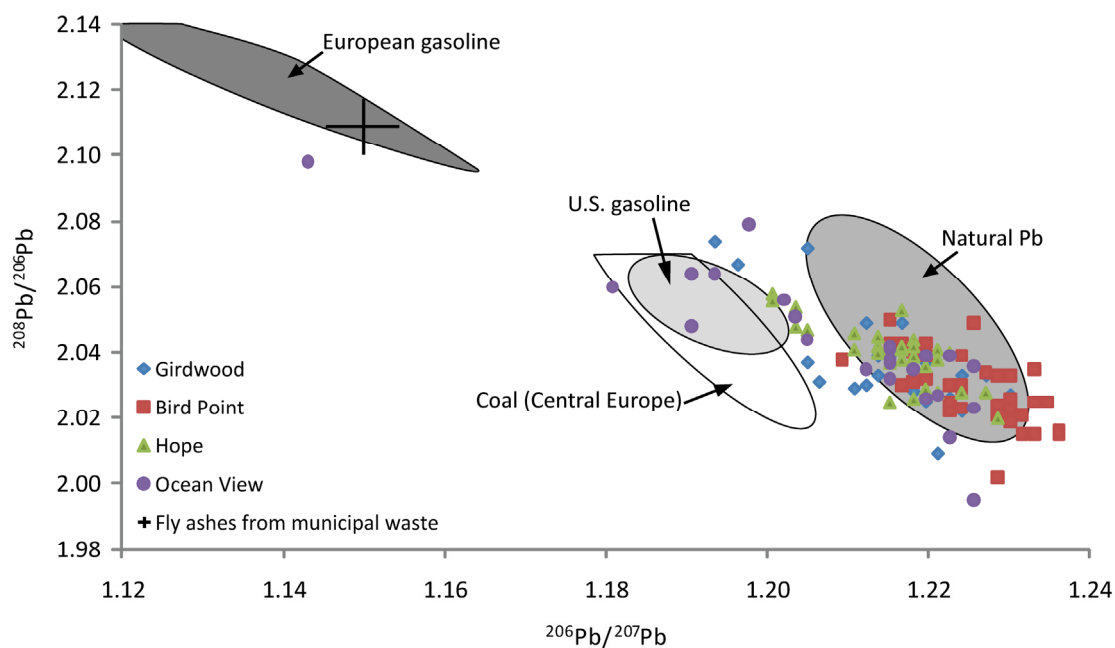 2.14
2.12
2.10
2.08
2.06
2.04
2.02
2.00
1.98
²⁰⁸Pb/²⁰⁶Pb
European gasoline
U.S. gasoline
Natural Pb
Coal (Central Europe)
Girdwood
Bird Point
Hope
Ocean View
Fly ashes from municipal waste
1.12 1.14 1.16 1.18 1.20 1.22 1.24
²⁰⁶Pb/²⁰⁷Pb